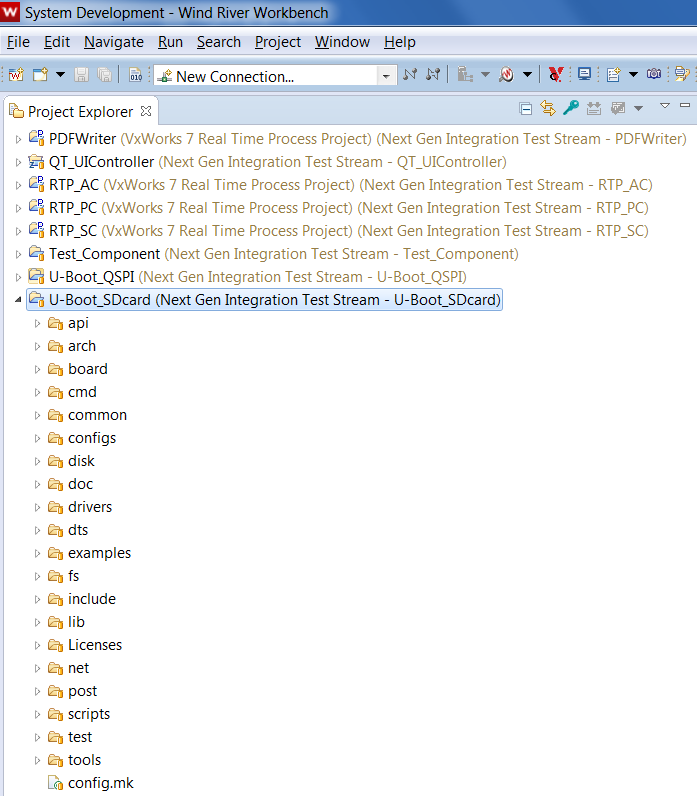 System Development - Wind River Workbench
File Edit Navigate Run Search Project Window Help
New Connection...
Project Explorer
PDFWriter (VxWorks 7 Real Time Process Project) (Next Gen Integration Test Stream - PDFWriter)
QT_UIController (Next Gen Integration Test Stream - QT_UIController)
RTP_AC (VxWorks 7 Real Time Process Project) (Next Gen Integration Test Stream - RTP_AC)
RTP_PC (VxWorks 7 Real Time Process Project) (Next Gen Integration Test Stream - RTP_PC)
RTP_SC (VxWorks 7 Real Time Process Project) (Next Gen Integration Test Stream - RTP_SC)
Test_Component (Next Gen Integration Test Stream - Test_Component)
U-Boot_QSPI (Next Gen Integration Test Stream - U-Boot_QSPI)
U-Boot_SDcard (Next Gen Integration Test Stream - U-Boot_SDcard)
api
arch
board
cmd
common
configs
disk
doc
drivers
dts
examples
fs
include
lib
Licenses
net
post
scripts
test
tools
config.mk